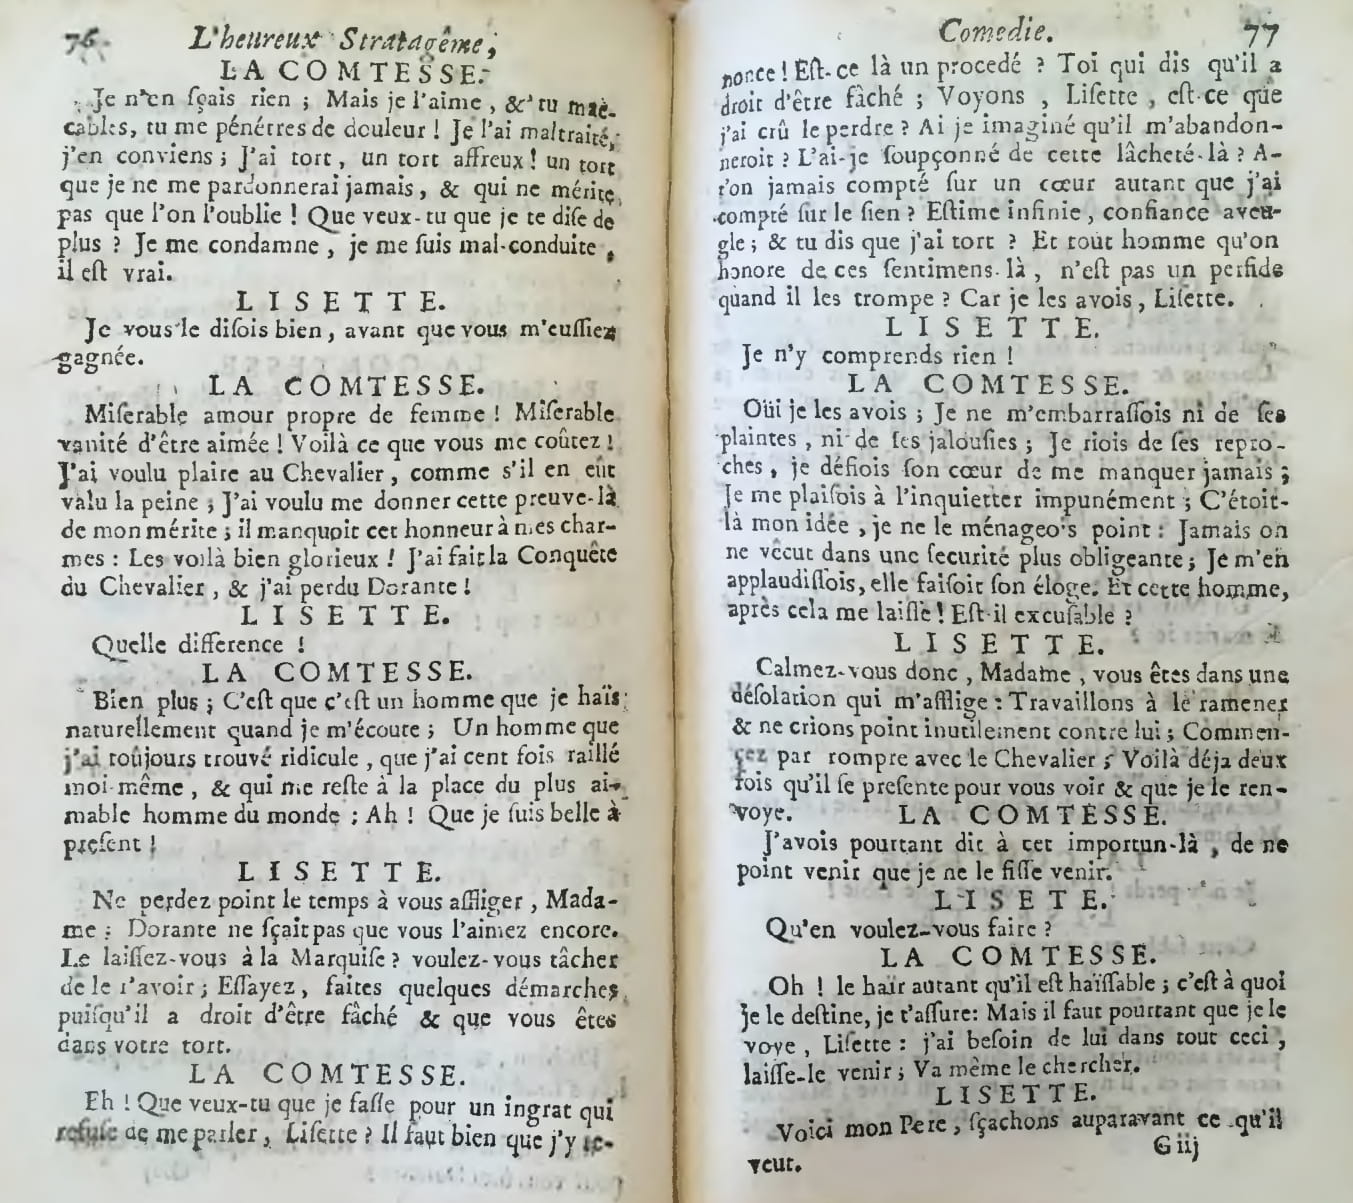 76 L'heureux Stratagême,
LA COMTESSE.
Je n'en sçais rien ; Mais je l'aime, & tu m'ac-
cables, tu me pénétres de douleur ! Je l'ai maltraité,
j'en conviens ; J'ai tort, un tort affreux ! un tort
que je ne me pardonnerai jamais, & qui ne mérite
pas que l'on l'oublie ! Que veux-tu que je te dise de
plus ? Je me condamne, je me suis mal-conduite,
il est vrai.
LISETTE.
Je vous le disois bien, avant que vous m'eussiez
gagnée.
LA COMTESSE.
Miserable amour propre de femme ! Miserable
vanité d'être aimée ! Voilà ce que vous me coûtez !
J'ai voulu plaire au Chevalier, comme s'il en eût
valu la peine ; J'ai voulu me donner cette preuve-là
de mon mérite ; il manquoit cet honneur à mes char-
mes : Les voilà bien glorieux ! J'ai fait la Conquête
du Chevalier, & j'ai perdu Dorante !
LISETTE.
Quelle difference !
LA COMTESSE.
Bien plus ; C'est que c'est un homme que je haïs
naturellement quand je m'écoute ; Un homme que
j'ai toûjours trouvé ridicule, que j'ai cent fois raillé
moi-même, & qui me reste à la place du plus ai-
mable homme du monde ; Ah ! Que je suis belle à
present !
LISETTE.
Ne perdez point le temps à vous affliger, Mada-
me ; Dorante ne sçait pas que vous l'aimez encore.
Le laissez-vous à la Marquise ? voulez-vous tâcher
de le r'avoir ; Essayez, faites quelques démarches,
puisqu'il a droit d'être fâché & que vous êtes
dans votre tort.
LA COMTESSE.
Eh ! Que veux-tu que je fasse pour un ingrat qui
refuse de me parler, Lisette ? Il faut bien que j'y re-
Comedie. 77
nonce ! Est-ce là un procedé ? Toi qui dis qu'il a
droit d'être fâché ; Voyons, Lisette, est-ce que
j'ai crû le perdre ? Ai je imaginé qu'il m'abandon-
neroit ? L'ai-je soupçonné de cette lâcheté-là ? A-
t'on jamais compté sur un cœur autant que j'ai
compté sur le sien ? Estime infinie, confiance aveu-
gle ; & tu dis que j'ai tort ? Et tout homme qu'on
honore de ces sentimens-là, n'est pas un perfide
quand il les trompe ? Car je les avois, Lisette.
LISETTE.
Je n'y comprends rien !
LA COMTESSE.
Oüi je les avois ; Je ne m'embarrassois ni de ses
plaintes, ni de ses jalousies ; Je riois de ses repro-
ches, je défiois son cœur de me manquer jamais ;
Je me plaisois à l'inquietter impunément ; C'étoit-
là mon idée, je ne le ménageois point : Jamais on
ne vêcut dans une securité plus obligeante ; Je m'en
applaudissois, elle faisoit son éloge. Et cette homme,
après cela me laisse ! Est-il excusable ?
LISETTE.
Calmez-vous donc, Madame, vous êtes dans une
désolation qui m'afflige : Travaillons à le ramener
& ne crions point inutilement contre lui ; Commen-
çez par rompre avec le Chevalier ; Voilà déja deux
fois qu'il se presente pour vous voir & que je le ren-
voye. LA COMTESSE.
J'avois pourtant dit à cet importun-là, de ne
point venir que je ne le fisse venir.
LISETE.
Qu'en voulez-vous faire ?
LA COMTESSE.
Oh ! le haïr autant qu'il est haïssable ; c'est à quoi
je le destine, je t'assure : Mais il faut pourtant que je le
voye, Lisette : j'ai besoin de lui dans tout ceci,
laisse-le venir ; Va même le chercher.
LISETTE.
Voici mon Pere, sçachons auparavant ce qu'il
veut.
G iij